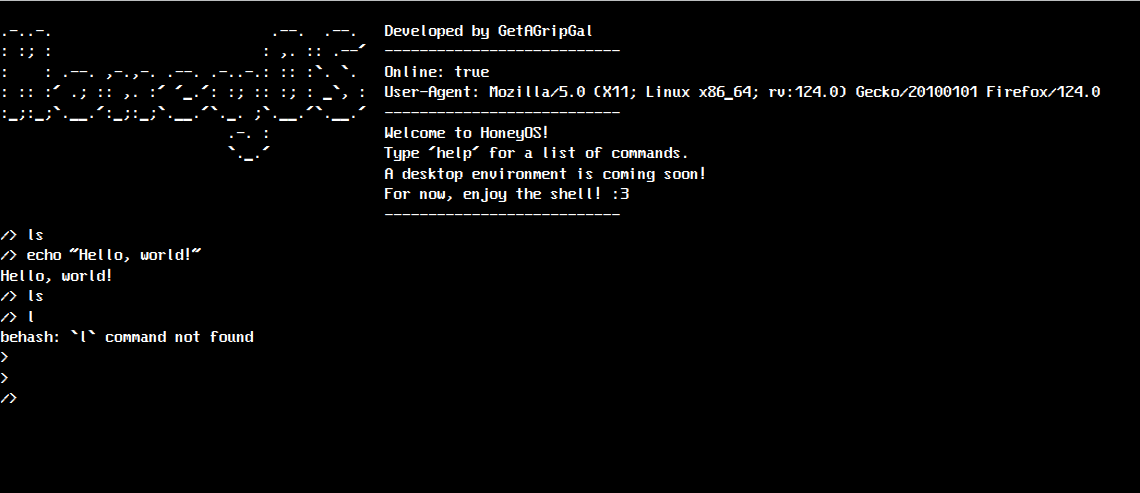 HoneyOS
Developed by GetAGripGal
---------------------------
Online: true
User-Agent: Mozilla/5.0 (X11; Linux x86_64; rv:124.0) Gecko/20100101 Firefox/124.0
---------------------------
Welcome to HoneyOS!
Type ´help´ for a list of commands.
A desktop environment is coming soon!
For now, enjoy the shell! :3
---------------------------
/> ls
/> echo "Hello, world!"
Hello, world!
/> ls
/> l
behash: `l` command not found
>
>
/>